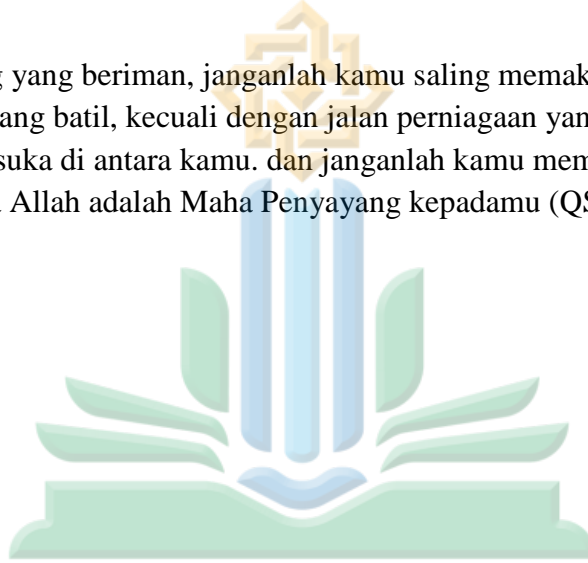 yang beriman, janganlah kamu saling memak
ang batil, kecuali dengan jalan perniagaan yan
suka di antara kamu. dan janganlah kamu mem
Allah adalah Maha Penyayang kepadamu (QS